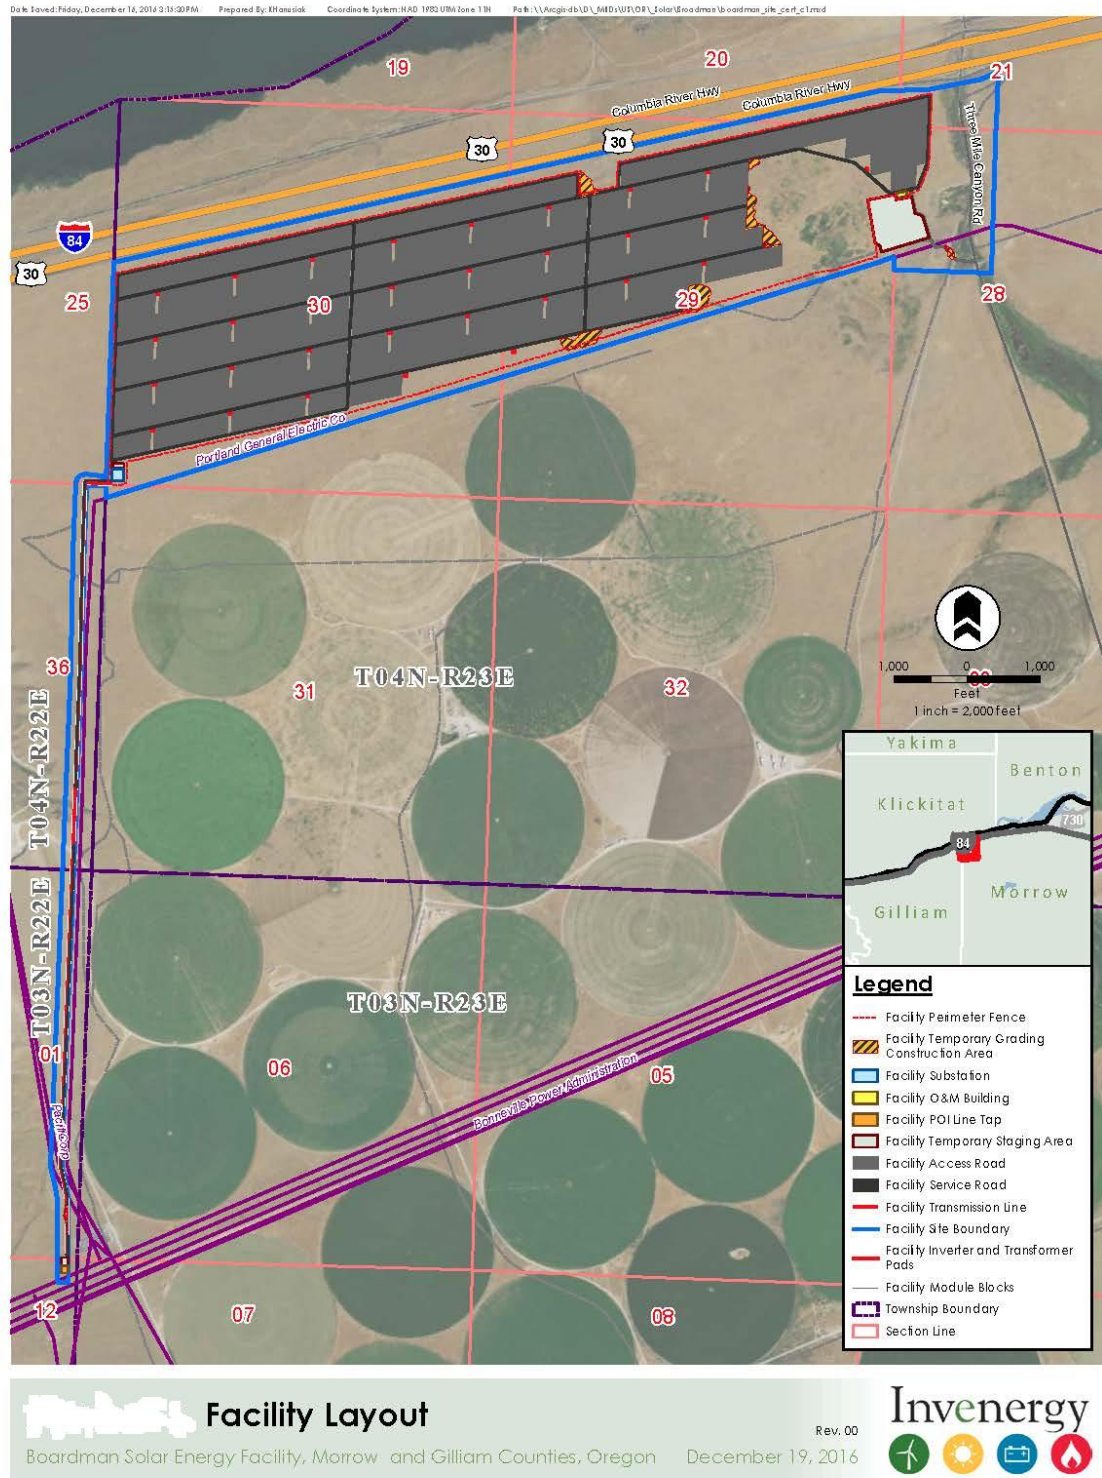 Date Saved: Friday, December 16, 2016 3:15:30 PM Prepared By: KHanusiak Coordinate System: NAD 1983 UTM Zone 11N
19
20
21
Columbia River Hwy
Columbia River Hwy
Three Mile Canyon Rd
30
30
84
30
25
30
29
28
Portland General Electric Co
36
31
T04N-R23E
32
1,000 0 1,000
Feet
1 inch = 2,000 feet
T04N-R22E
T03N-R22E
T03N-R23E
01
06
05
Bonneville Power Administration
Pacificorp
12
07
08
Yakima
Benton
Klickitat
730
84
Morrow
Gilliam
Legend
Facility Perimeter Fence
Facility Temporary Grading
Construction Area
Facility Substation
Facility O&M Building
Facility POI Line Tap
Facility Temporary Staging Area
Facility Access Road
Facility Service Road
Facility Transmission Line
Facility Site Boundary
Facility Inverter and Transformer
Pads
Facility Module Blocks
Township Boundary
Section Line
Facility Layout
Rev. 00
Boardman Solar Energy Facility, Morrow and Gilliam Counties, Oregon December 19, 2016
Invenergy